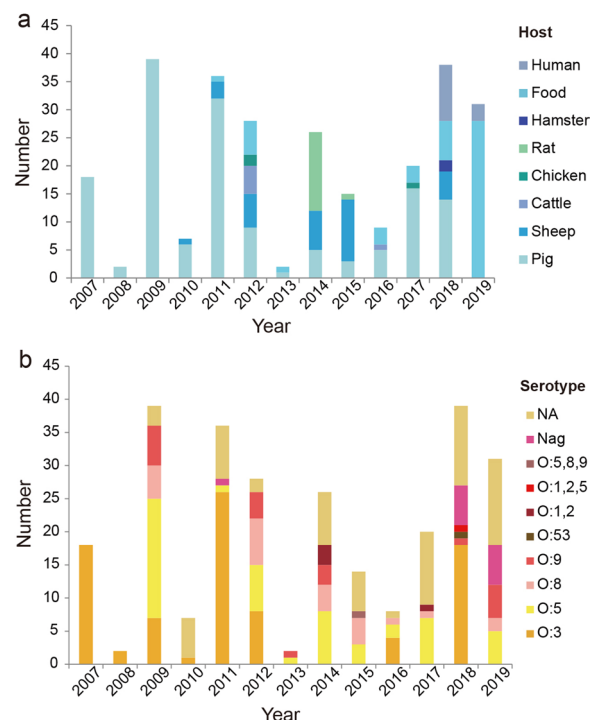 a
45
40
35
30
25
20
15
10
5
0
Number
2007 2008 2009 2010 2011 2012 2013 2014 2015 2016 2017 2018 2019
Year
Host
Human
Food
Hamster
Rat
Chicken
Cattle
Sheep
Pig
b
45
40
35
30
25
20
15
10
5
0
Number
2007 2008 2009 2010 2011 2012 2013 2014 2015 2016 2017 2018 2019
Year
Serotype
NA
Nag
O:5,8,9
O:1,2,5
O:1,2
O:53
O:9
O:8
O:5
O:3